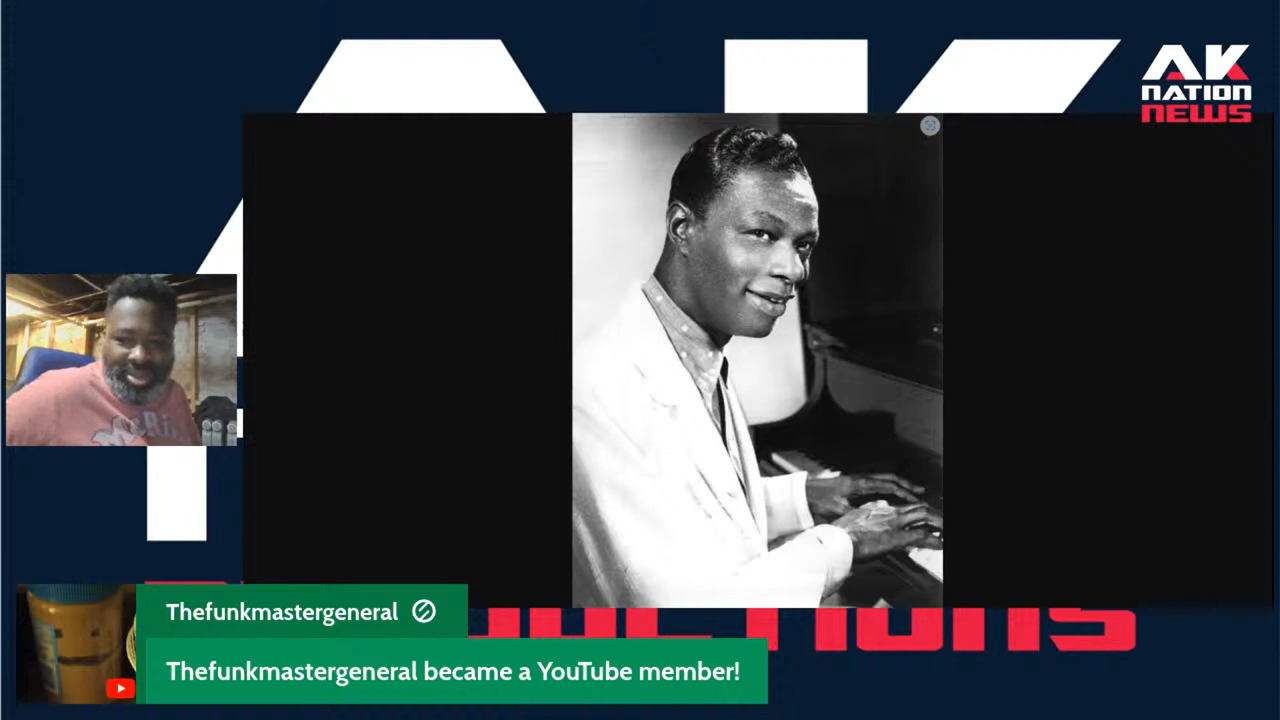 AK
NATION
NEWS
Thefunkmastergeneral
Thefunkmastergeneral became a YouTube member!